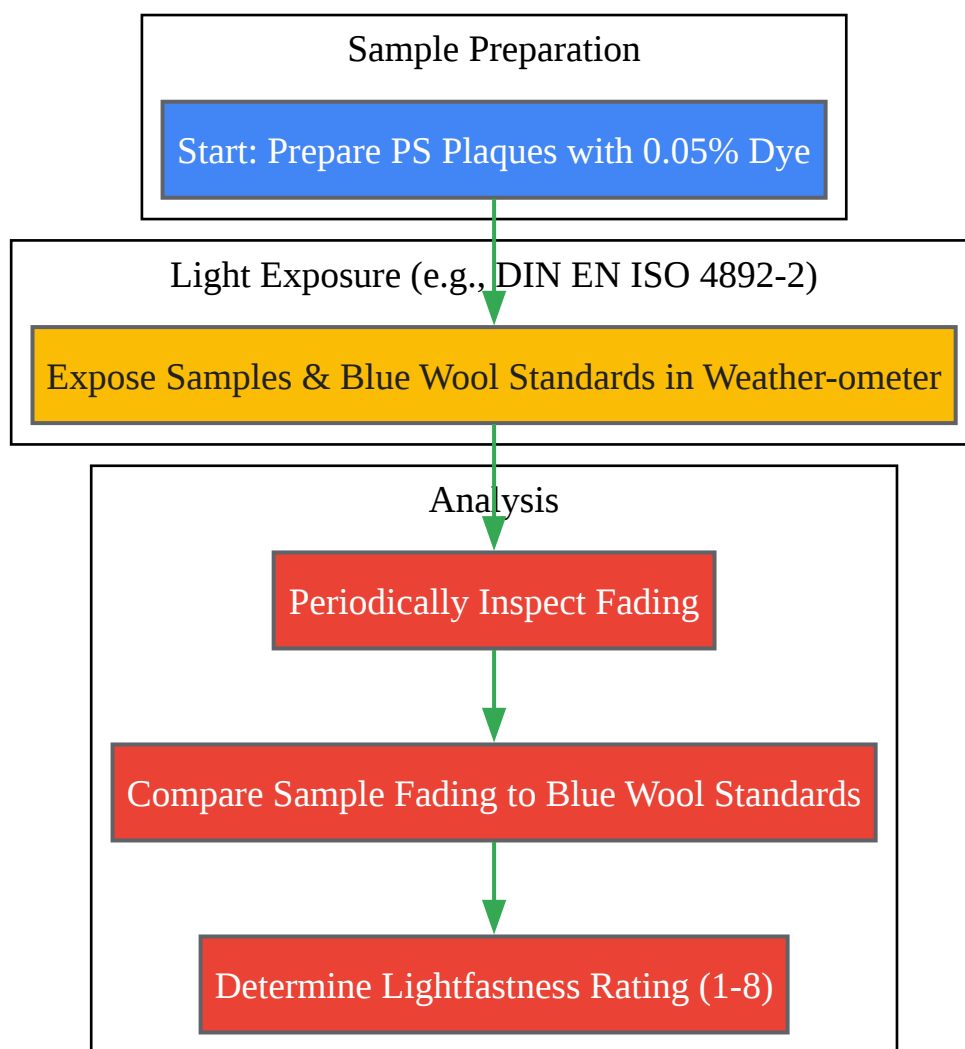 Sample Preparation
Start: Prepare PS Plaques with 0.05% Dye
Light Exposure (e.g., DIN EN ISO 4892-2)
Expose Samples & Blue Wool Standards in Weather-ometer
Analysis
Periodically Inspect Fading
Compare Sample Fading to Blue Wool Standards
Determine Lightfastness Rating (1-8)